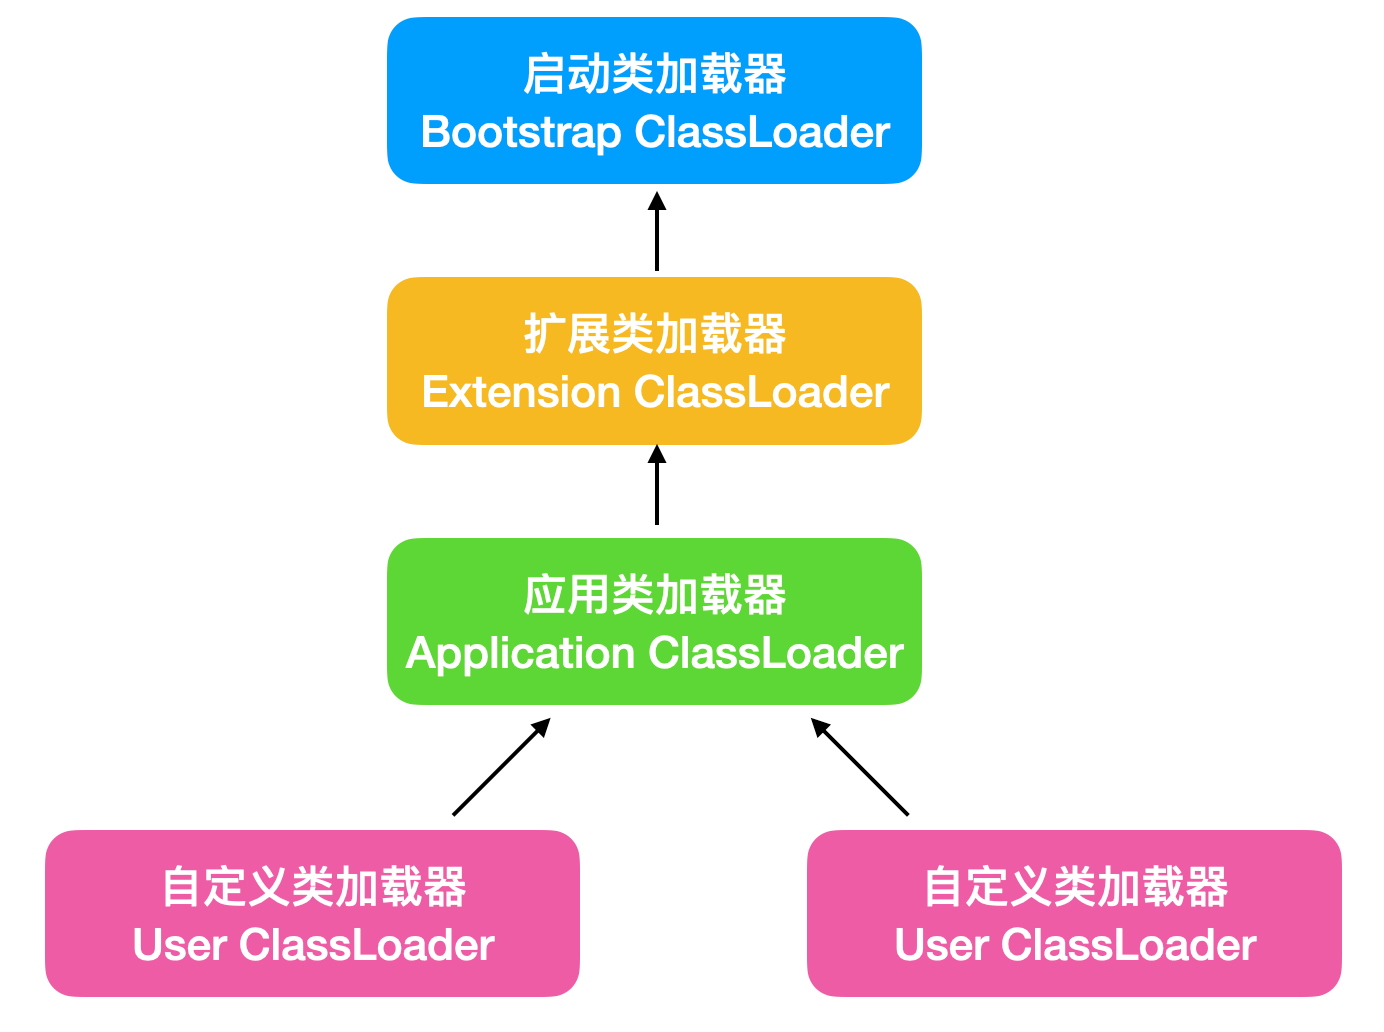 启动类加载器
Bootstrap ClassLoader
扩展类加载器
Extension ClassLoader
应用类加载器
Application ClassLoader
自定义类加载器
User ClassLoader
自定义类加载器
User ClassLoader